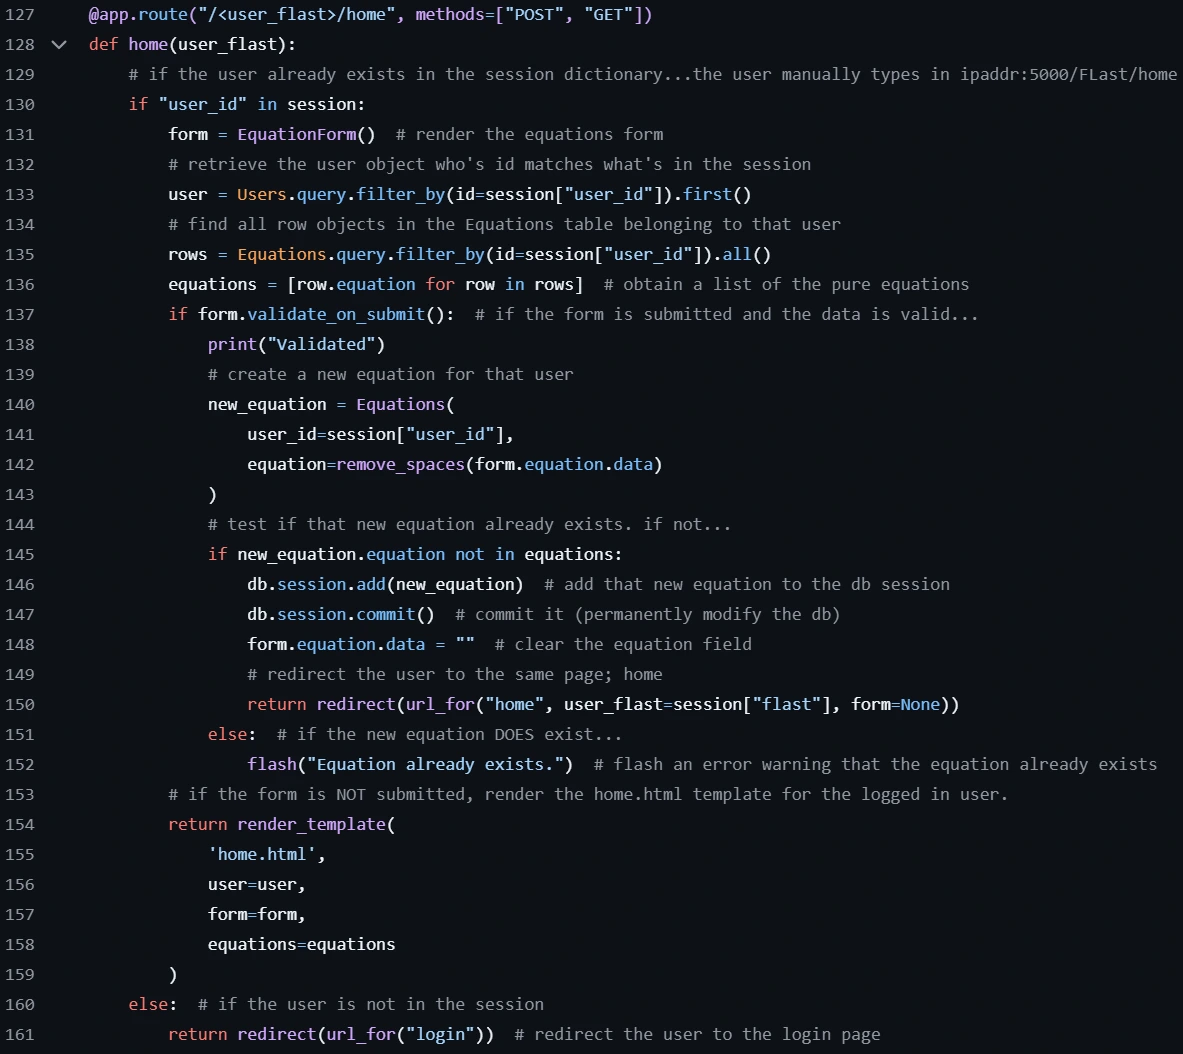 127 @app.route("/<user_flast>/home", methods=["POST", "GET"])
128 def home(user_flast):
129     # if the user already exists in the session dictionary...the user manually types in ipaddr:5000/FLast/home
130     if "user_id" in session:
131         form = EquationForm()  # render the equations form
132         # retrieve the user object who's id matches what's in the session
133         user = Users.query.filter_by(id=session["user_id"]).first()
134         # find all row objects in the Equations table belonging to that user
135         rows = Equations.query.filter_by(id=session["user_id"]).all()
136         equations = [row.equation for row in rows]  # obtain a list of the pure equations
137         if form.validate_on_submit():  # if the form is submitted and the data is valid...
138             print("Validated")
139             # create a new equation for that user
140             new_equation = Equations(
141                 user_id=session["user_id"],
142                 equation=remove_spaces(form.equation.data)
143             )
144             # test if that new equation already exists. if not...
145             if new_equation.equation not in equations:
146                 db.session.add(new_equation)  # add that new equation to the db session
147                 db.session.commit()  # commit it (permanently modify the db)
148                 form.equation.data = ""  # clear the equation field
149                 # redirect the user to the same page; home
150                 return redirect(url_for("home", user_flast=session["flast"], form=None))
151             else:  # if the new equation DOES exist...
152                 flash("Equation already exists.")  # flash an error warning that the equation already exists
153         # if the form is NOT submitted, render the home.html template for the logged in user.
154         return render_template(
155             'home.html',
156             user=user,
157             form=form,
158             equations=equations
159         )
160     else:  # if the user is not in the session
161         return redirect(url_for("login"))  # redirect the user to the login page